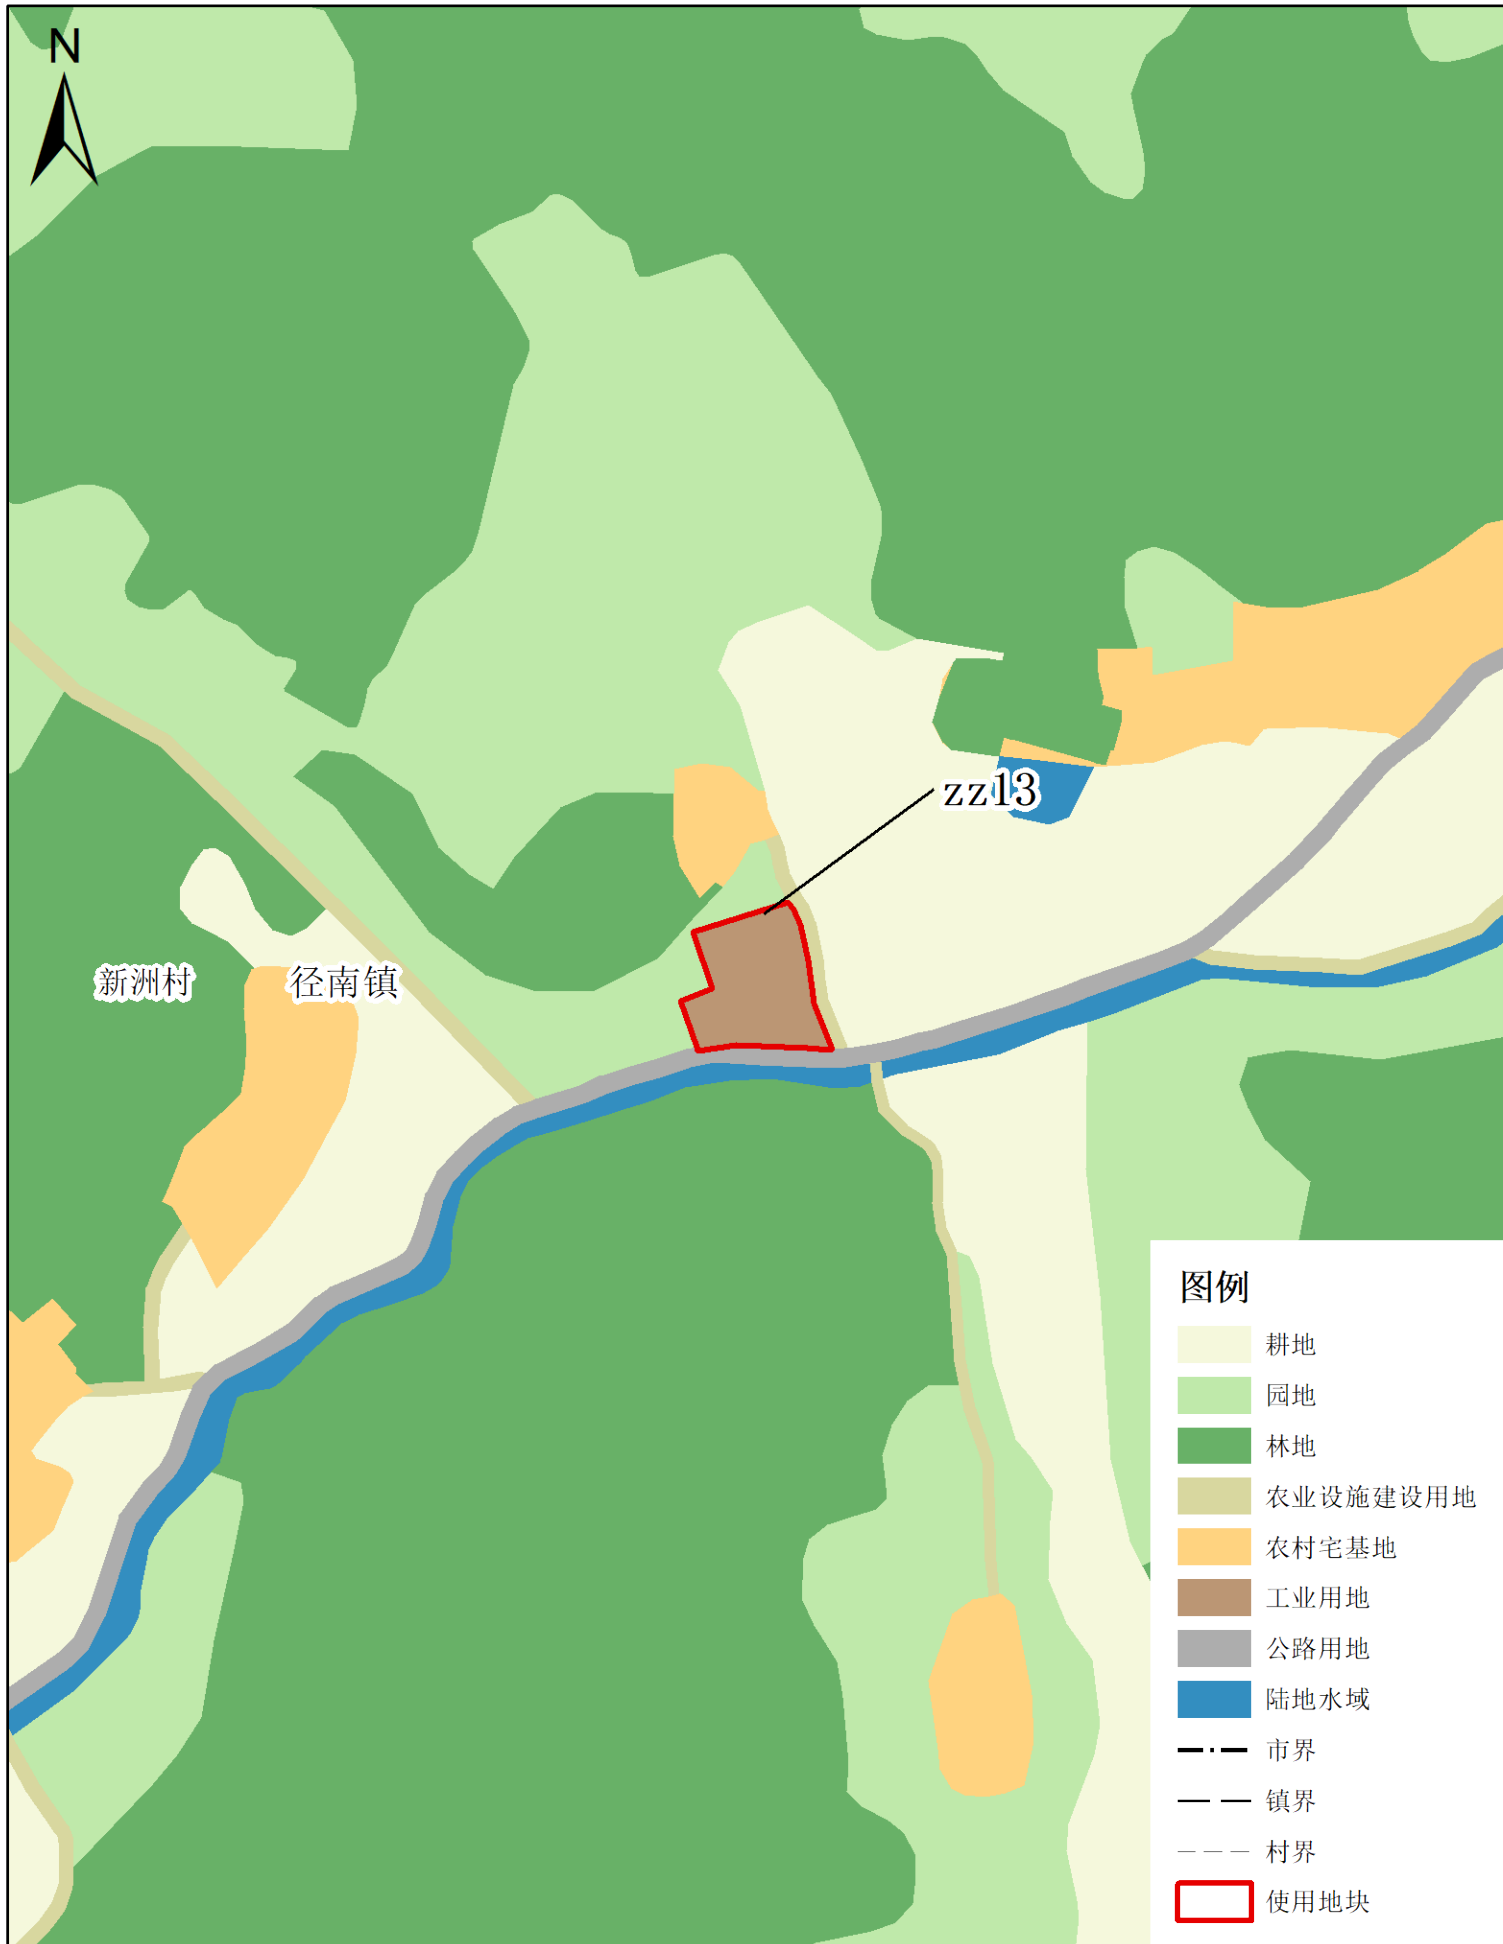 N
zz13
新洲村
径南镇
图例
耕地
园地
林地
农业设施建设用地
农村宅基地
工业用地
公路用地
陆地水域
市界
镇界
村界
使用地块